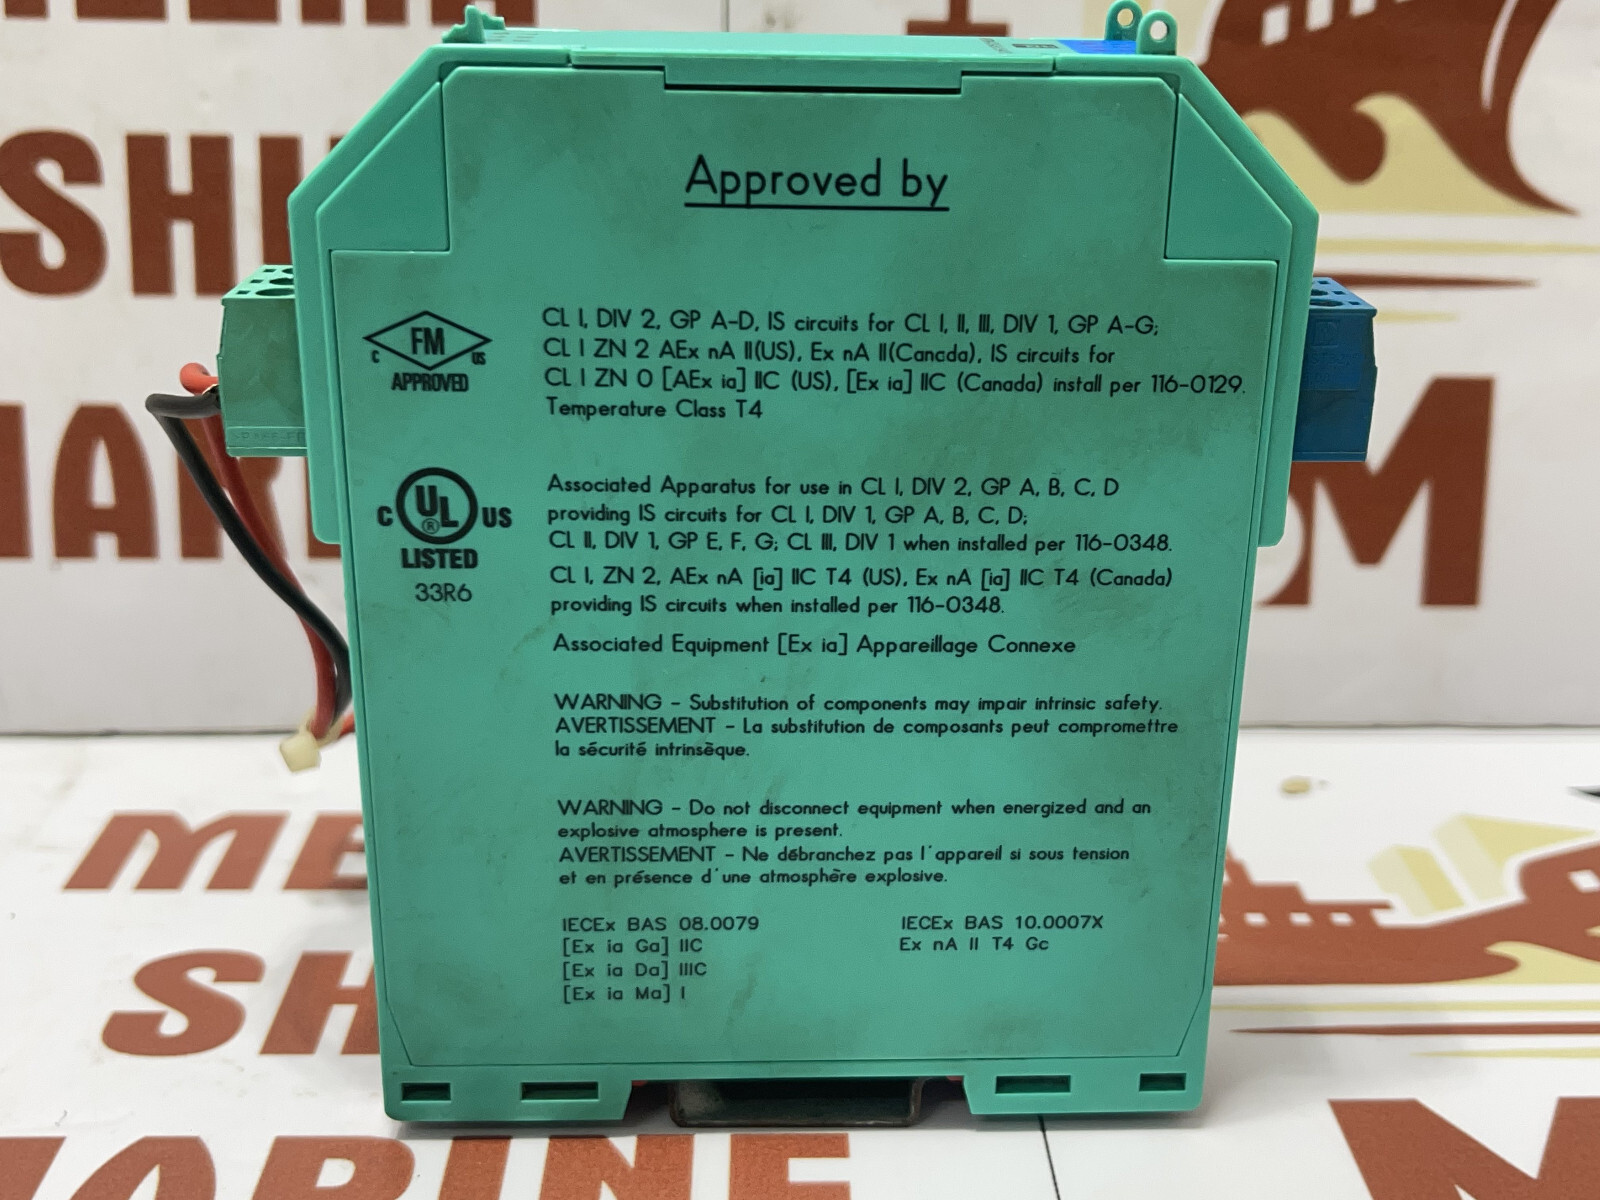 Approved by
FM
C US
APPROVED
CL I, DIV 2, GP A-D, IS circuits for CL I, II, III, DIV 1, GP A-G;
CL I ZN 2 AEx nA II(US), Ex nA II(Canada), IS circuits for
CL I ZN 0 [AEx ia] IIC (US), [Ex ia] IIC (Canada) install per 116-0129.
Temperature Class T4
C UL ® US
LISTED
33R6
Associated Apparatus for use in CL I, DIV 2, GP A, B, C, D
providing IS circuits for CL I, DIV 1, GP A, B, C, D;
CL II, DIV 1, GP E, F, G; CL III, DIV 1 when installed per 116-0348.
CL I, ZN 2, AEx nA [ia] IIC T4 (US), Ex nA [ia] IIC T4 (Canada)
providing IS circuits when installed per 116-0348.
Associated Equipment [Ex ia] Appareillage Connexe
WARNING - Substitution of components may impair intrinsic safety.
AVERTISSEMENT - La substitution de composants peut compromettre
la sécurité intrinsèque.
WARNING - Do not disconnect equipment when energized and an
explosive atmosphere is present.
AVERTISSEMENT - Ne débranchez pas l'appareil si sous tension
et en présence d'une atmosphère explosive.
IECEx BAS 08.0079
[Ex ia Ga] IIC
[Ex ia Da] IIIC
[Ex ia Ma] I
IECEx BAS 10.0007X
Ex nA II T4 Gc